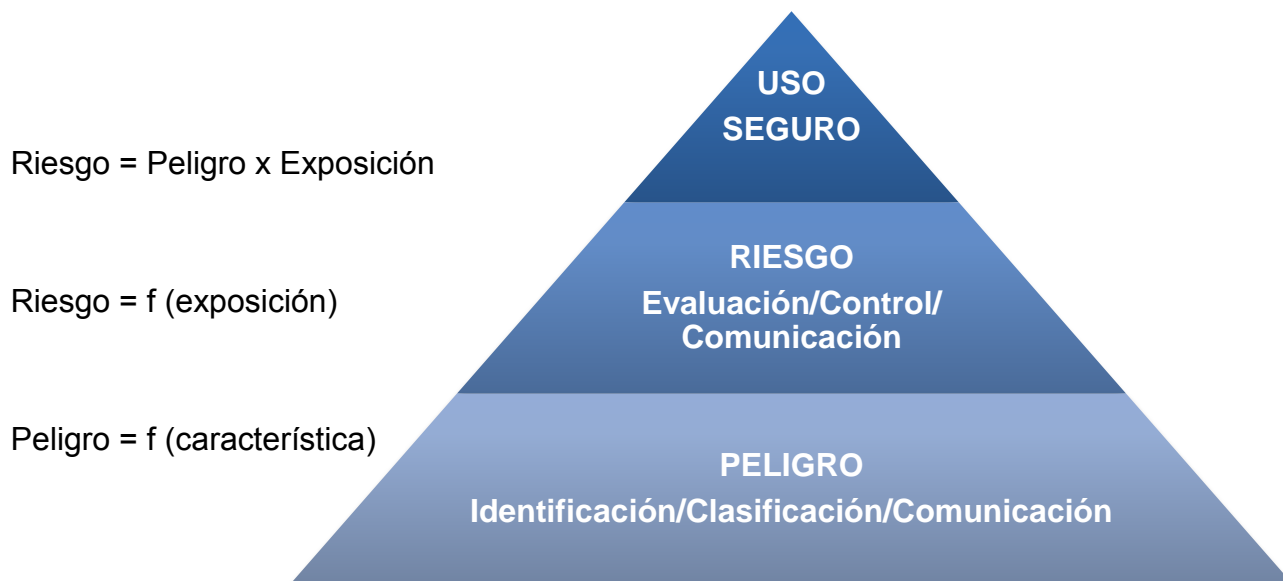 USO
SEGURO
Riesgo = Peligro x Exposición
RIESGO
Evaluación/Control/
Comunicación
Riesgo = f (exposición)
Peligro = f (característica)
PELIGRO
Identificación/Clasificación/Comunicación